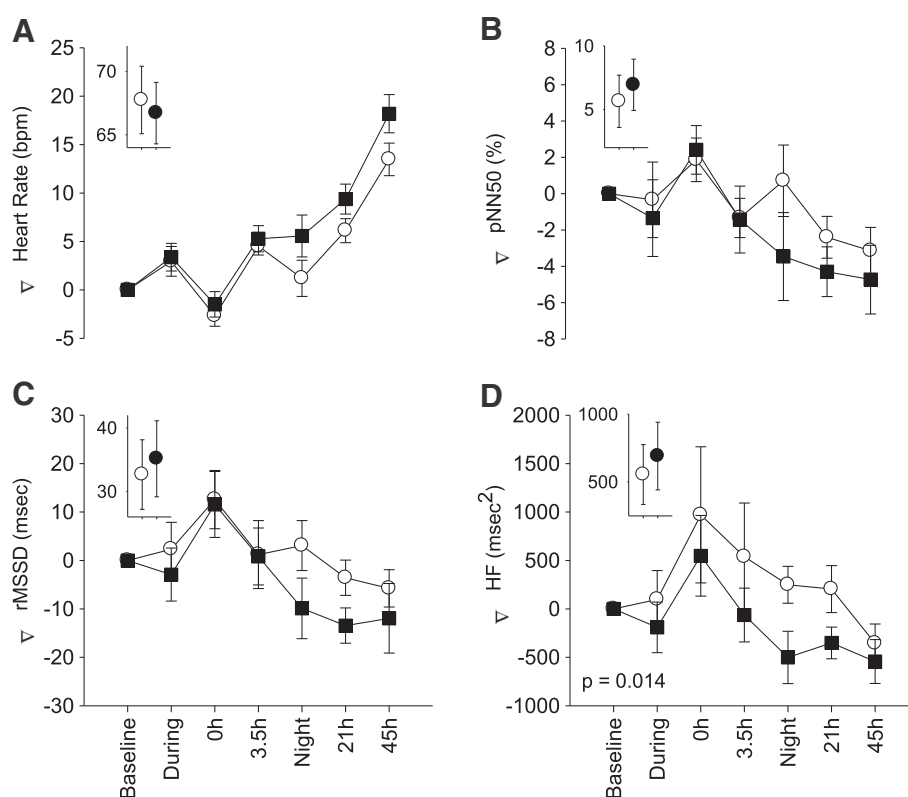 A
25
20
15
10
5
0
-5
∇ Heart Rate (bpm)
70
65
B
10
8
6
4
2
0
-2
-4
-6
-8
∇ pNN50 (%)
10
5
C
30
20
10
0
-10
-20
-30
∇ rMSSD (msec)
40
30
Baseline
During
0h
3.5h
Night
21h
45h
D
2000
1500
1000
500
0
-500
-1000
∇ HF (msec²)
1000
500
p = 0.014
Baseline
During
0h
3.5h
Night
21h
45h